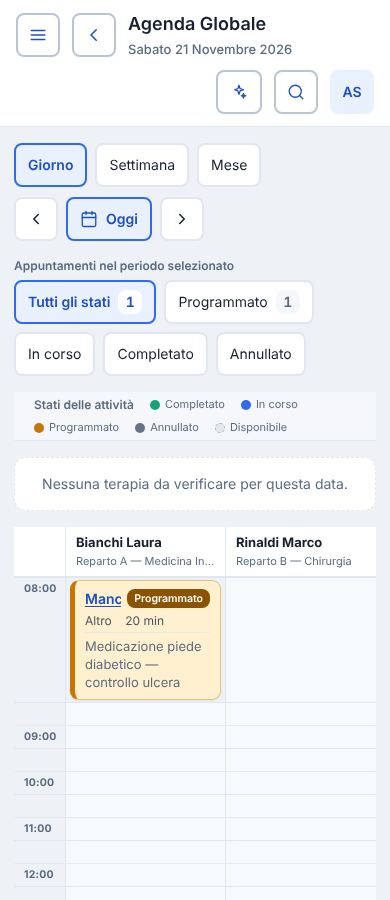 Agenda Globale
Sabato 21 Novembre 2026
AS
Giorno
Settimana
Mese
Oggi
Appuntamenti nel periodo selezionato
Tutti gli stati 1
Programmato 1
In corso
Completato
Annullato
Stati delle attività
Completato
In corso
Programmato
Annullato
Disponibile
Nessuna terapia da verificare per questa data.
Bianchi Laura
Reparto A — Medicina In...
Rinaldi Marco
Reparto B — Chirurgia
08:00
Manc
Programmato
Altro 20 min
Medicazione piede
diabetico —
controllo ulcera
09:00
10:00
11:00
12:00